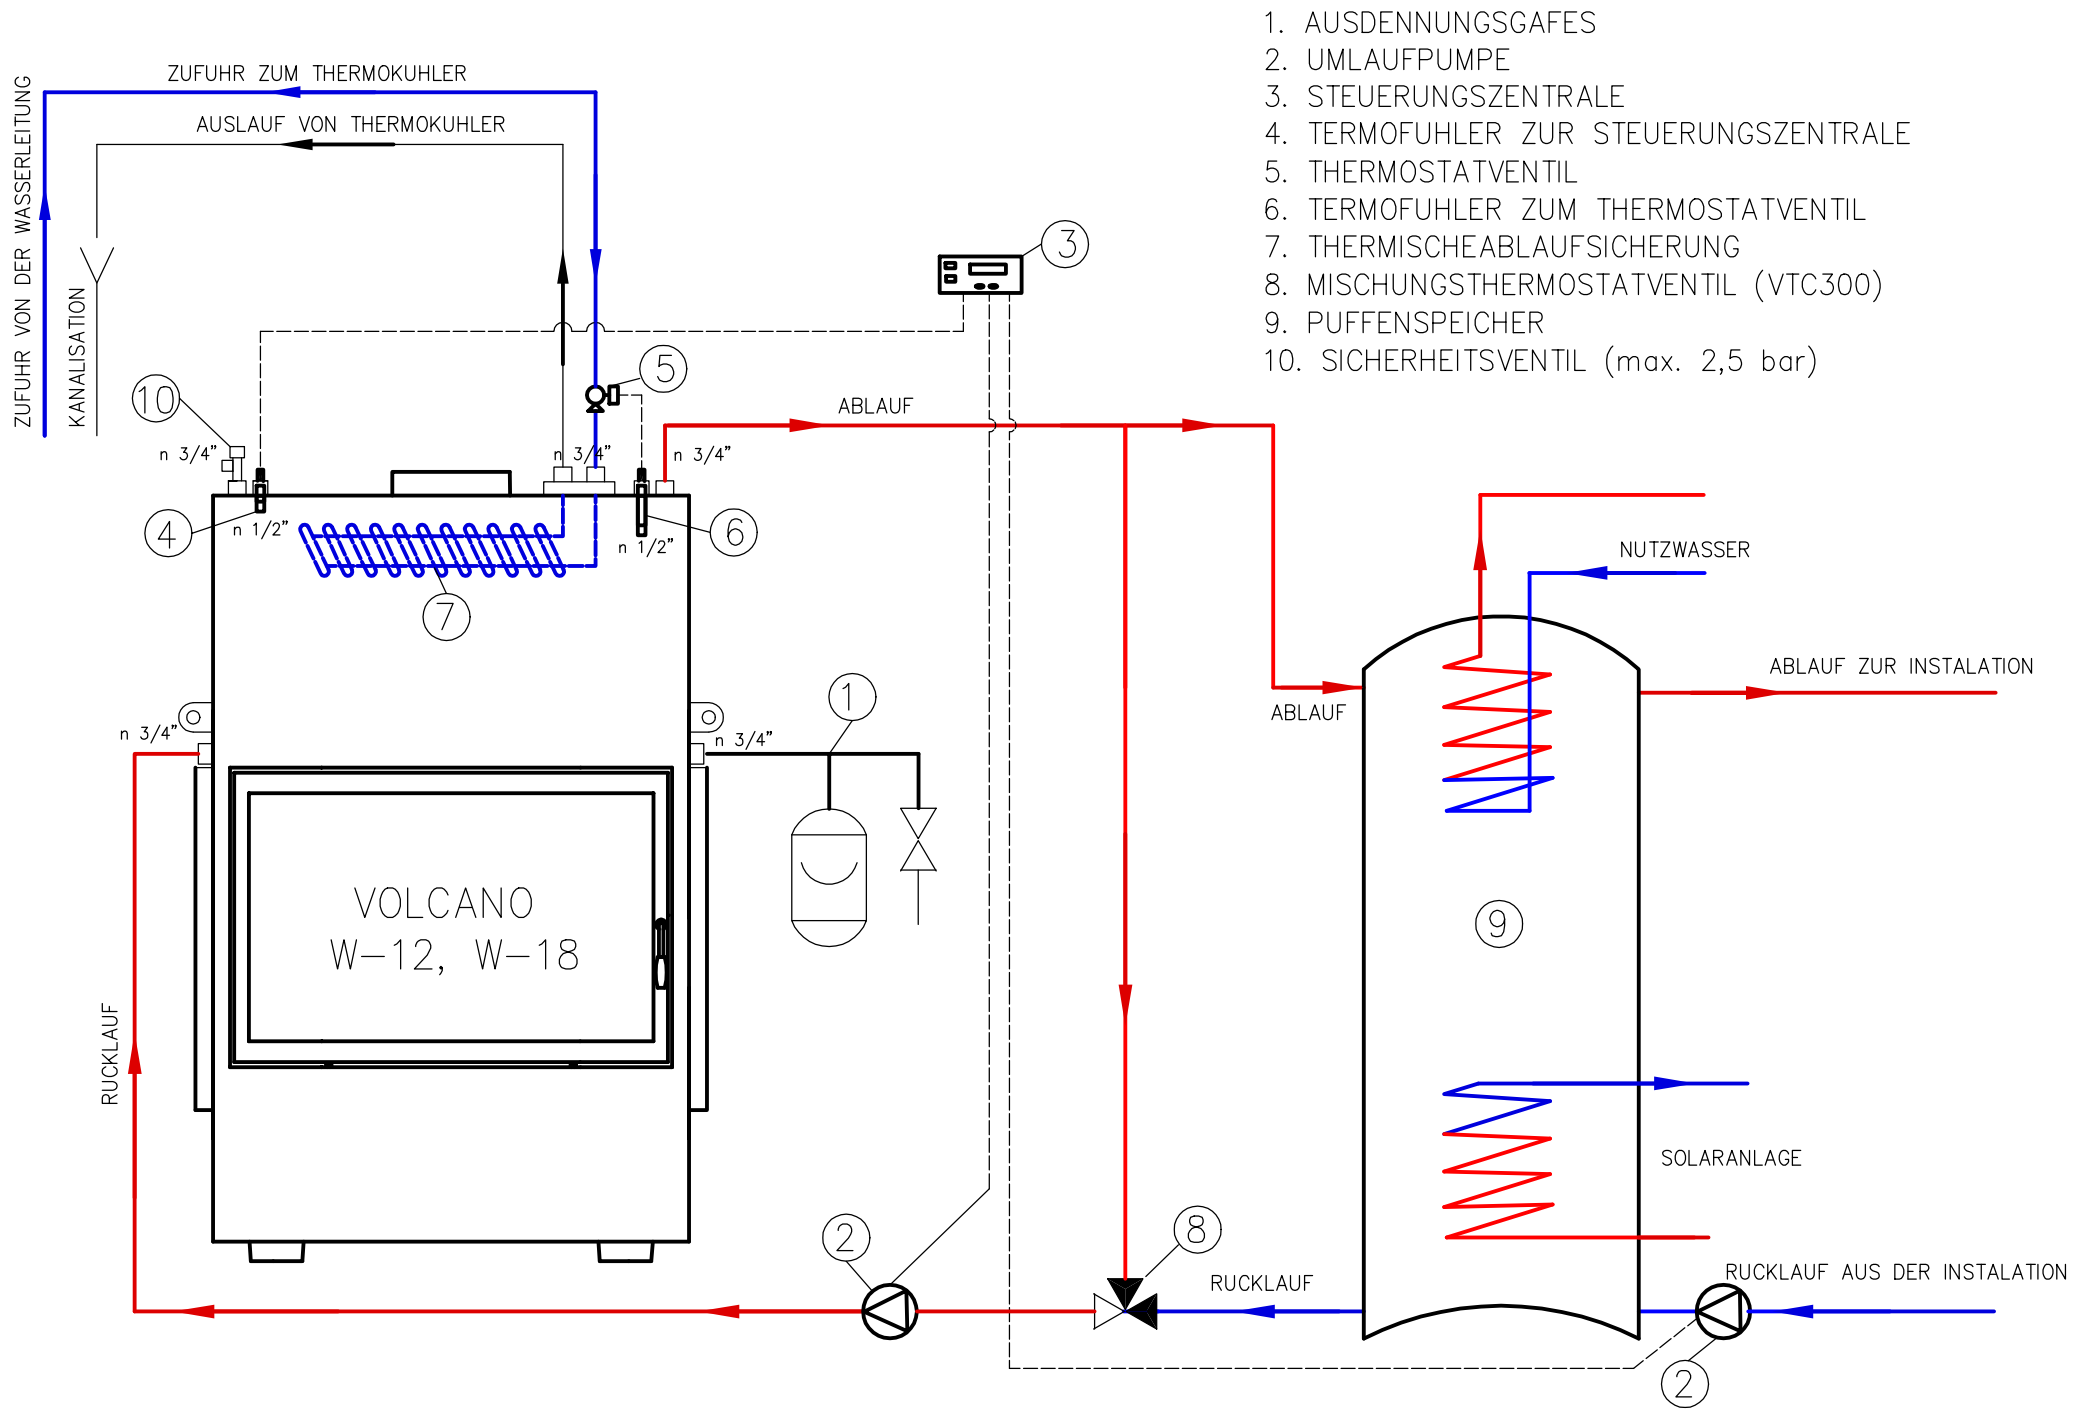 1. AUSDENNUNGSGAFES
2. UMLAUFPUMPE
3. STEUERUNGSZENTRALE
4. TERMOFUHLER ZUR STEUERUNGSZENTRALE
5. THERMOSTATVENTIL
6. TERMOFUHLER ZUM THERMOSTATVENTIL
7. THERMISCHEABLAUFSICHERUNG
8. MISCHUNGSTHERMOSTATVENTIL (VTC300)
9. PUFFENSPEICHER
10. SICHERHEITSVENTIL (max. 2,5 bar)
ZUFUHR ZUM THERMOKUHLER
AUSLAUF VON THERMOKUHLER
ZUFUHR VON DER WASSERLEITUNG
KANALISATION
3
5
10
ABLAUF
n 3/4"
n 3/4"
n 3/4"
4
n 1/2"
n 1/2"
6
7
NUTZWASSER
ABLAUF ZUR INSTALATION
1
ABLAUF
n 3/4"
n 3/4"
VOLCANO
W-12, W-18
9
RUCKLAUF
SOLARANLAGE
2
8
RUCKLAUF
RUCKLAUF AUS DER INSTALATION
2